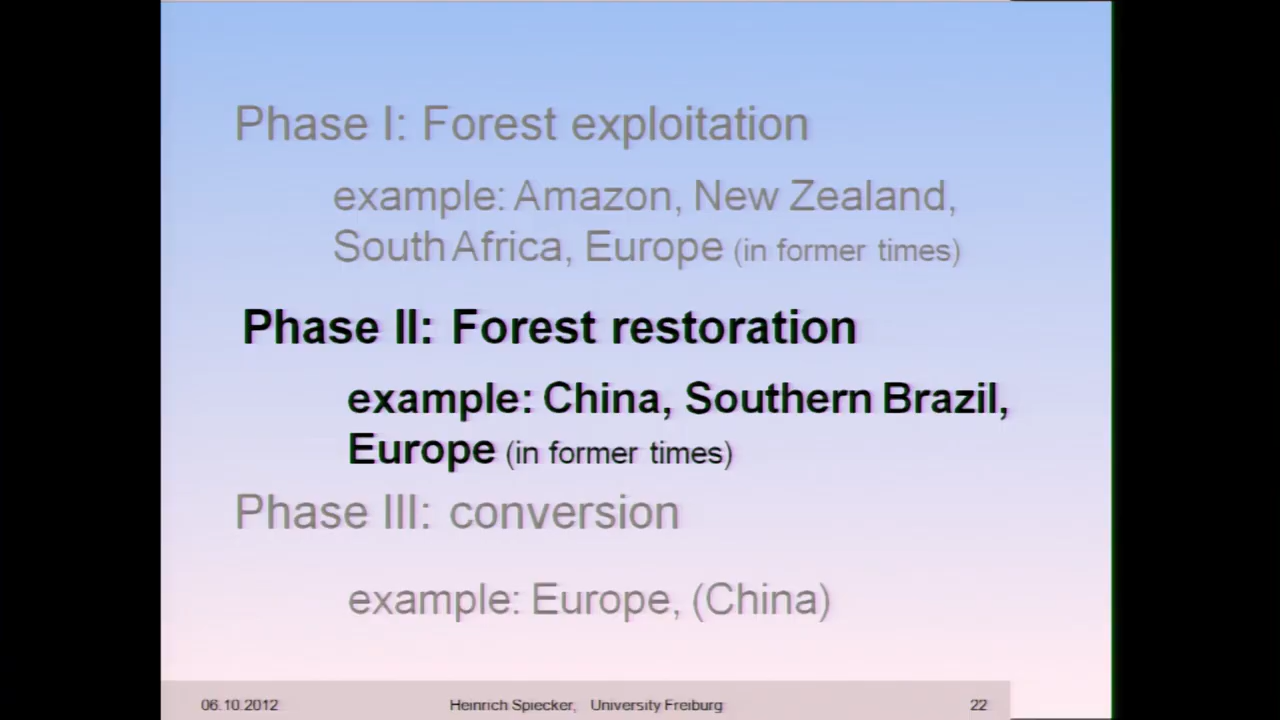 Phase I: Forest exploitation
example: Amazon, New Zealand,
South Africa, Europe (in former times)
Phase II: Forest restoration
example: China, Southern Brazil,
Europe (in former times)
Phase III: conversion
example: Europe, (China)
06.10.2012 Heinrich Spiecker, University Freiburg 22